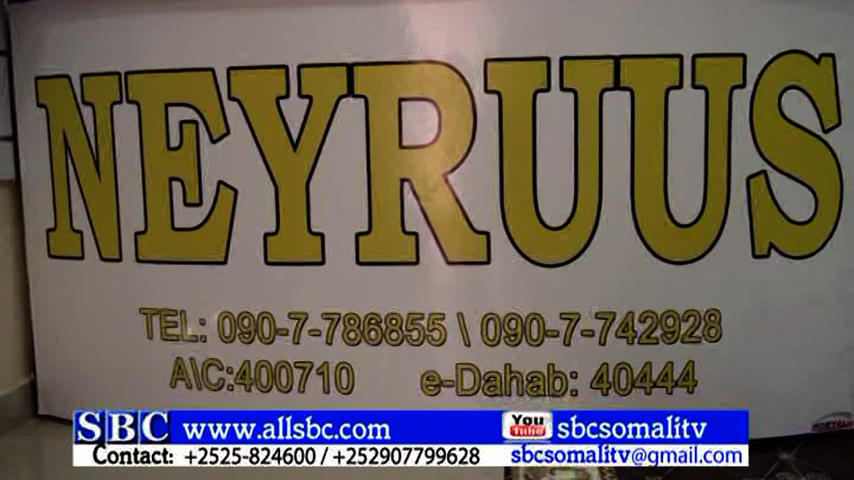 NEYRUUS
TEL: 090-7-786855 \ 090-7-742928
A\C:400710 e-Dahab: 40444
SBC www.allsbc.com You Tube sbcsomalitv
Contact: +2525-824600 / +252907799628 sbcsomalitv@gmail.com